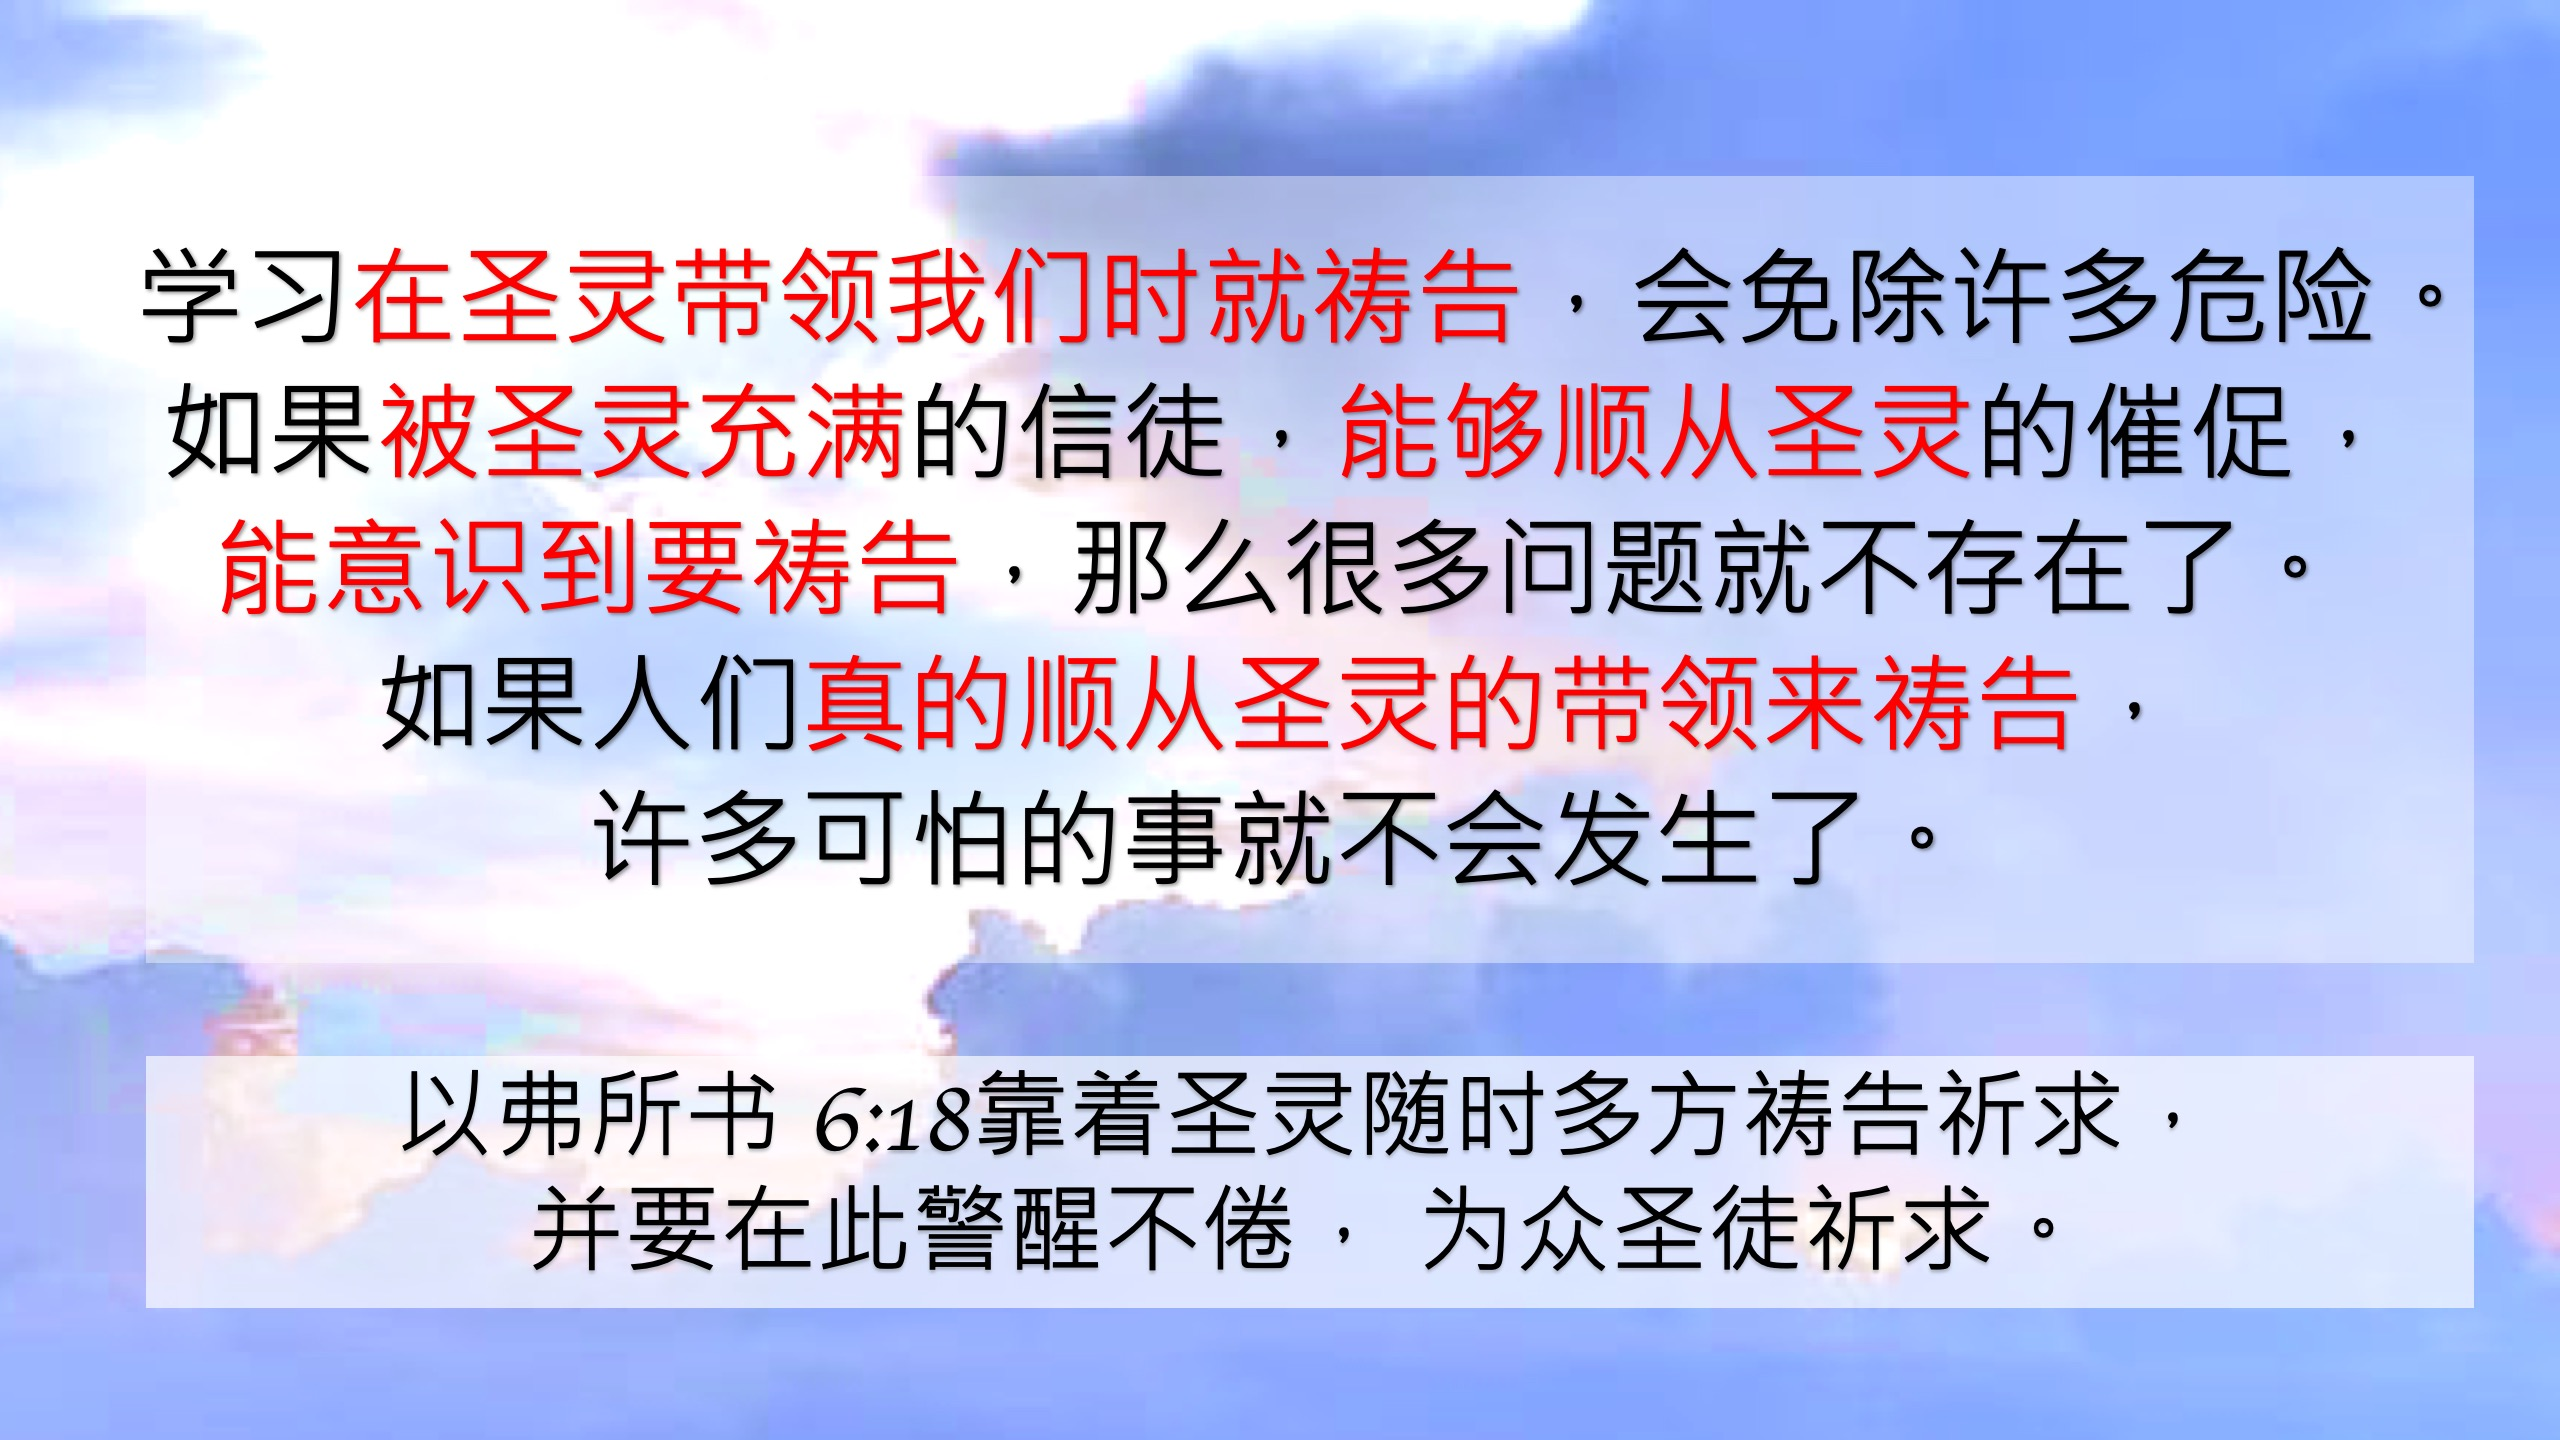 学习在圣灵带领我们时就祷告，会免除许多危险。
如果被圣灵充满的信徒，能够顺从圣灵的催促，
能意识到要祷告，那么很多问题就不存在了。
如果人们真的顺从圣灵的带领来祷告，
许多可怕的事就不会发生了。
以弗所书 6:18靠着圣灵随时多方祷告祈求，
并要在此警醒不倦， 为众圣徒祈求。